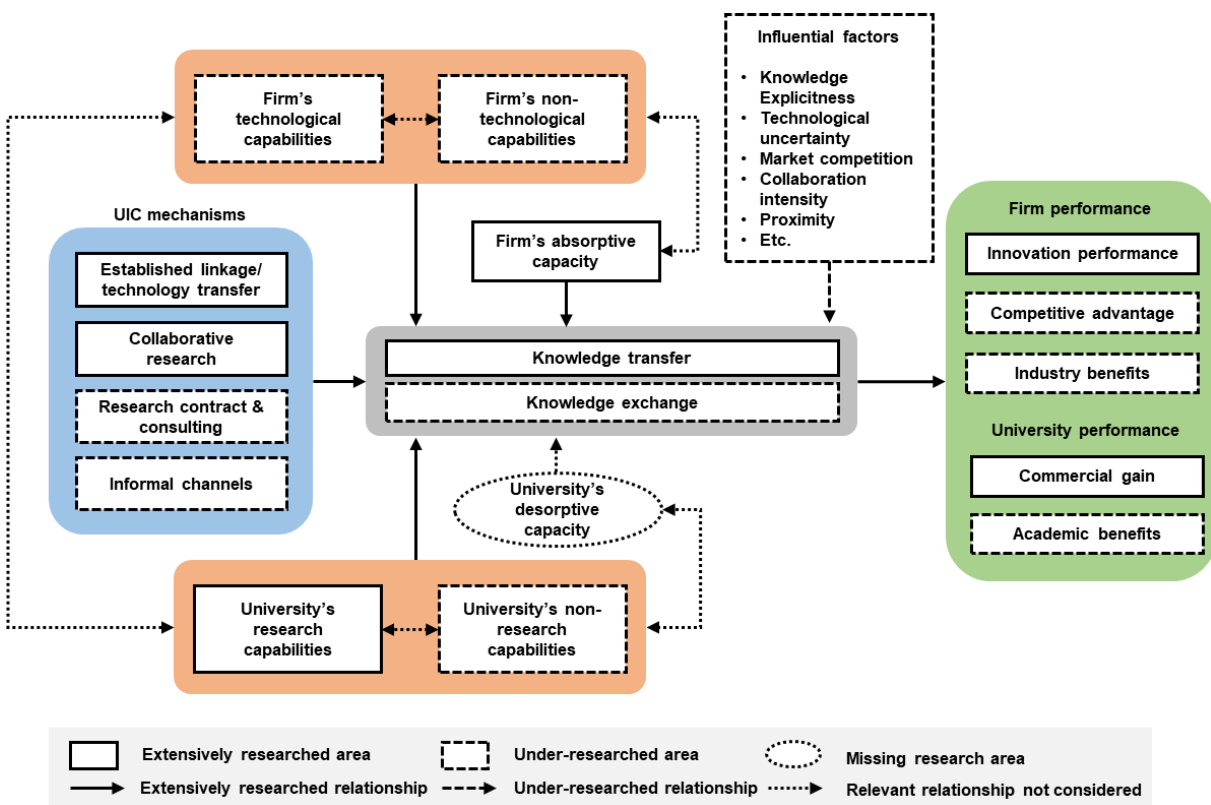 Influential factors
• Knowledge
Explicitness
• Technological
uncertainty
• Market competition
• Collaboration
intensity
• Proximity
• Etc.
Firm's
technological
capabilities
Firm's non-
technological
capabilities
UIC mechanisms
Established linkage/
technology transfer
Collaborative
research
Research contract &
consulting
Informal channels
Firm's absorptive
capacity
Knowledge transfer
Knowledge exchange
University's
desorptive
capacity
University's
research
capabilities
University's non-
research
capabilities
Firm performance
Innovation performance
Competitive advantage
Industry benefits
University performance
Commercial gain
Academic benefits
Extensively researched area
Under-researched area
Missing research area
Extensively researched relationship
Under-researched relationship
Relevant relationship not considered